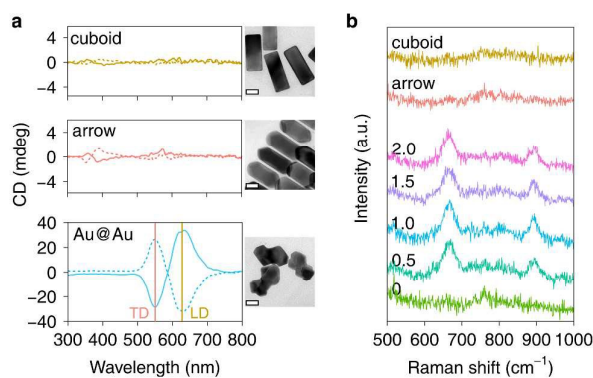 a
cuboid
4
0
−4
arrow
4
0
−4
CD (mdeg)
Au@Au
40
20
0
−20
−40
TD
LD
300 400 500 600 700 800
Wavelength (nm)
b
cuboid
arrow
2.0
1.5
1.0
0.5
0
Intensity (a.u.)
500 600 700 800 900 1000
Raman shift (cm⁻¹)